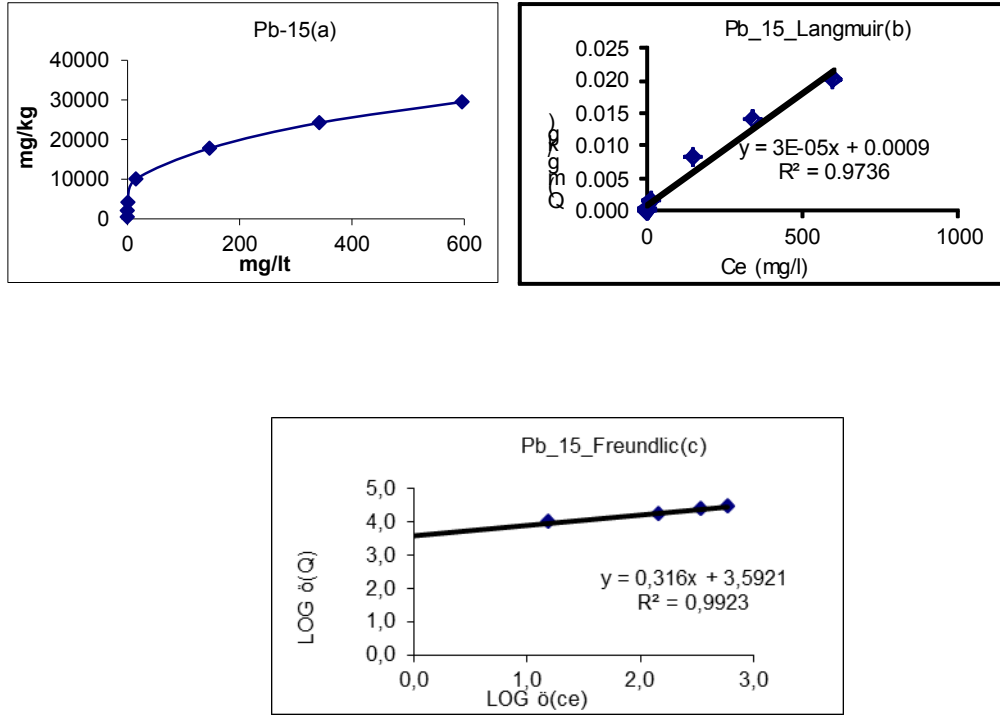 Pb-15(a)
40000
30000
20000
10000
0
mg/kg
0 200 400 600
mg/lt
Pb_15_Langmuir(b)
0.025
0.020
0.015
0.010
0.005
0.000
y = 3E-05x + 0.0009
R² = 0.9736
0 500 1000
Ce (mg/l)
Pb_15_Freundlic(c)
5,0
4,0
3,0
2,0
1,0
0,0
LOG ö(Q)
y = 0,316x + 3,5921
R² = 0,9923
0,0 1,0 2,0 3,0
LOG ö(ce)